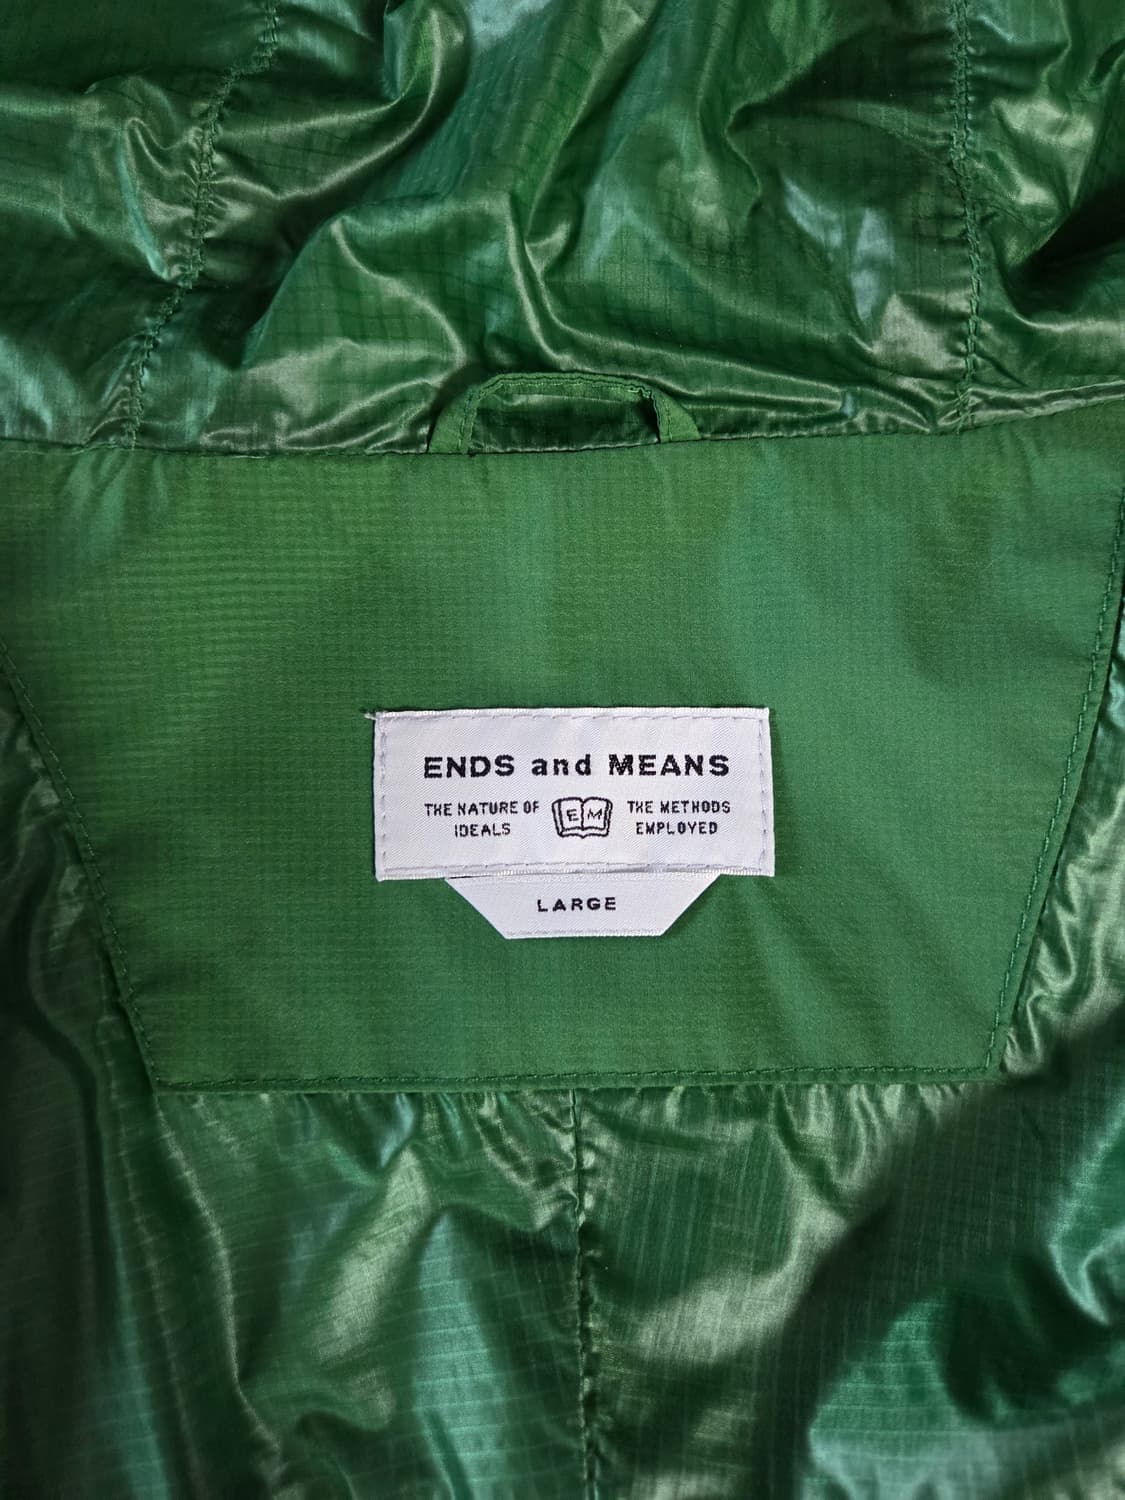 ENDS and MEANS
THE NATURE OF
IDEALS
E M
THE METHODS
EMPLOYED
LARGE